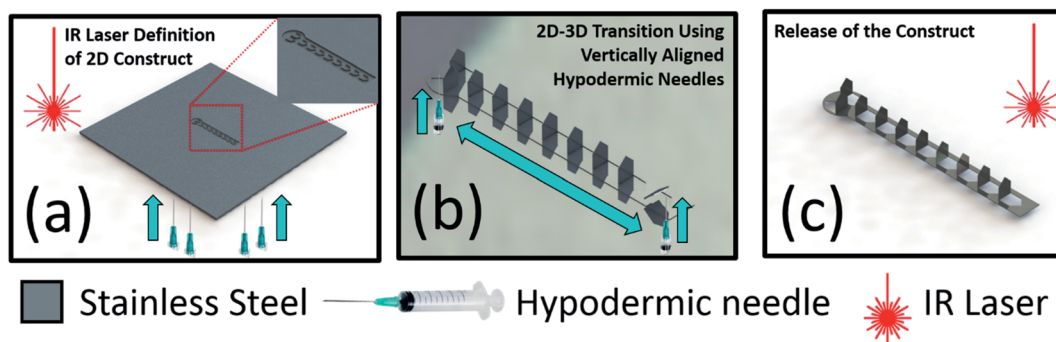 IR Laser Definition
of 2D Construct
(a)
2D-3D Transition Using
Vertically Aligned
Hypodermic Needles
(b)
Release of the Construct
(c)
Stainless Steel
Hypodermic needle
IR Laser